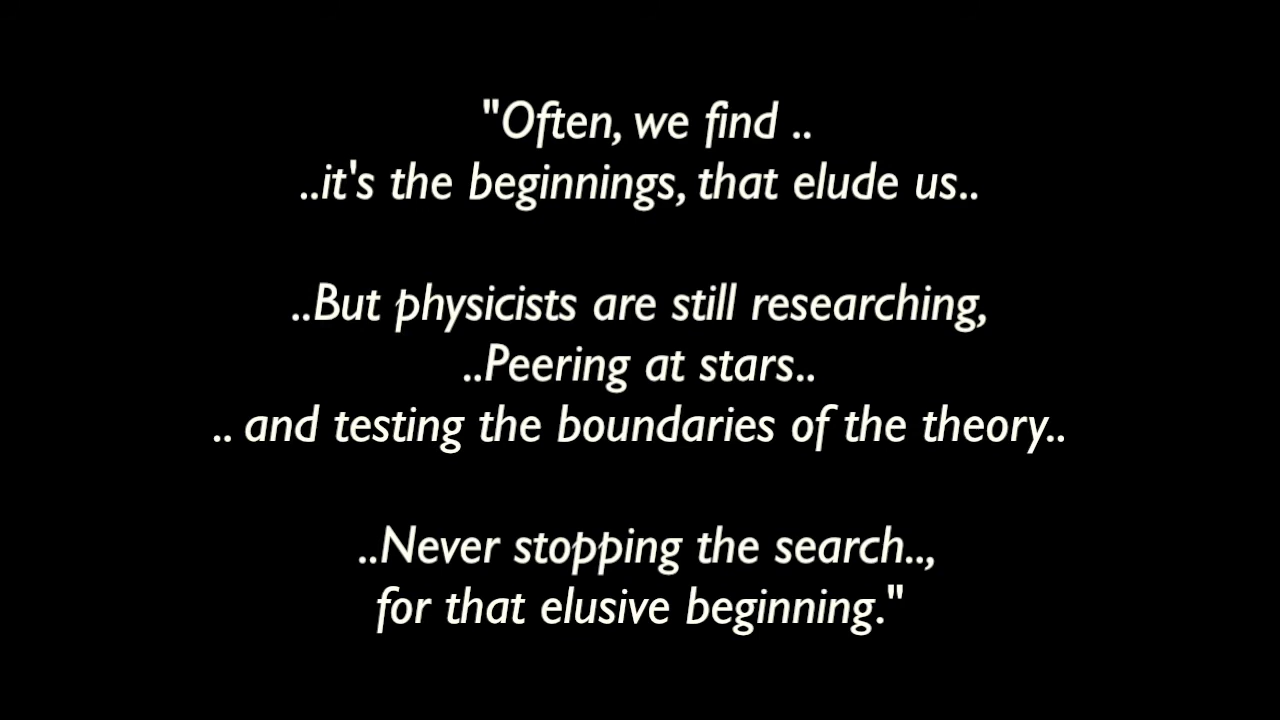 "Often, we find ..
..it's the beginnings, that elude us..
..But physicists are still researching,
..Peering at stars..
.. and testing the boundaries of the theory..
..Never stopping the search..,
for that elusive beginning."